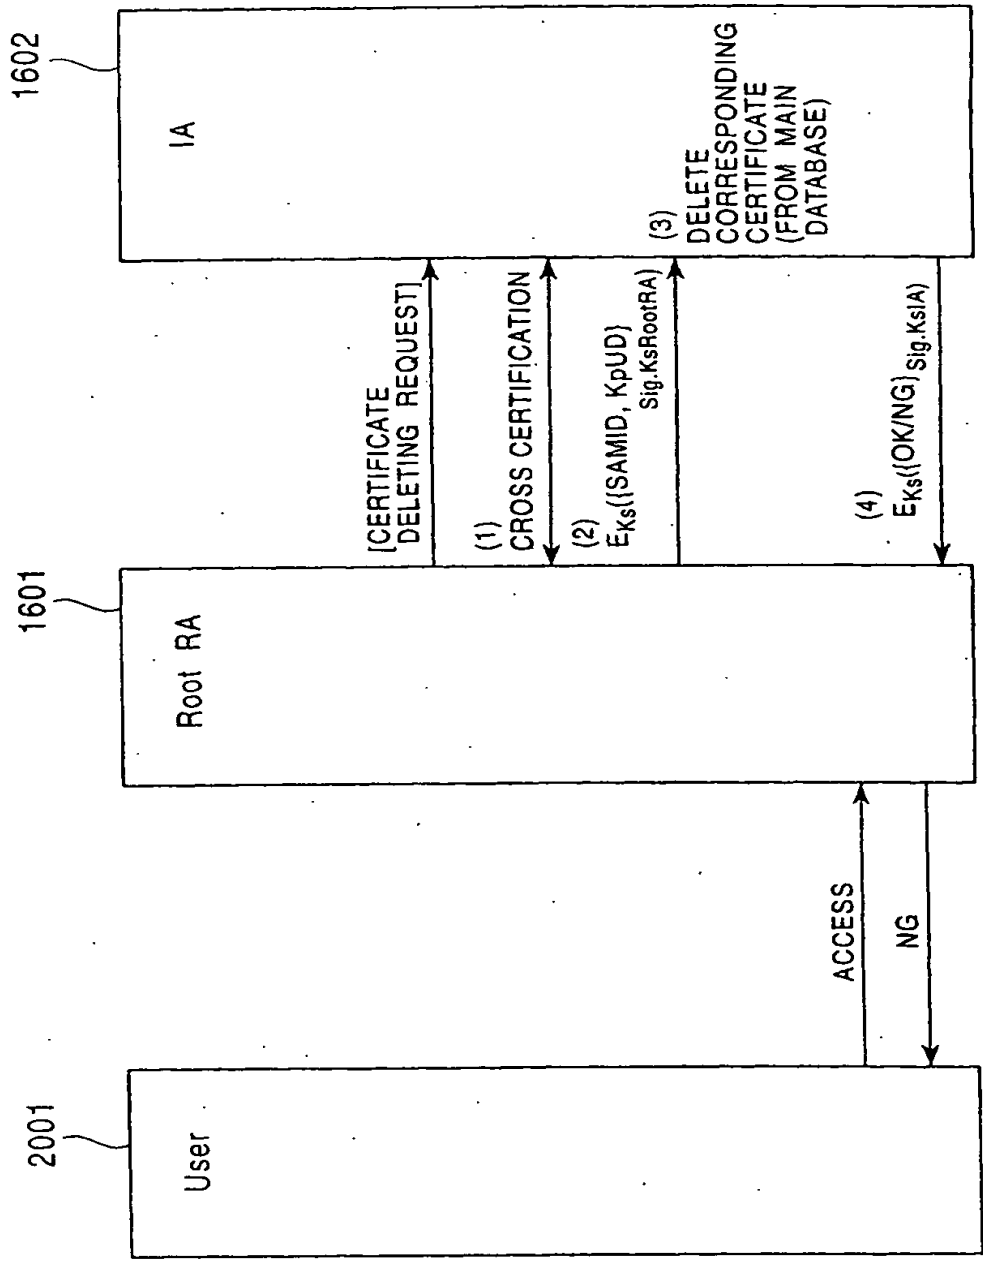 2001
1601
1602
User
Root RA
IA
[CERTIFICATE
DELETING REQUEST]
(1)
CROSS CERTIFICATION
(2)
EKs({SAMID, KpUD}
Sig.KsRootRA)
(3)
DELETE
CORRESPONDING
CERTIFICATE
(FROM MAIN
DATABASE)
ACCESS
(4)
EKs({OK/NG}Sig.KsIA)
NG